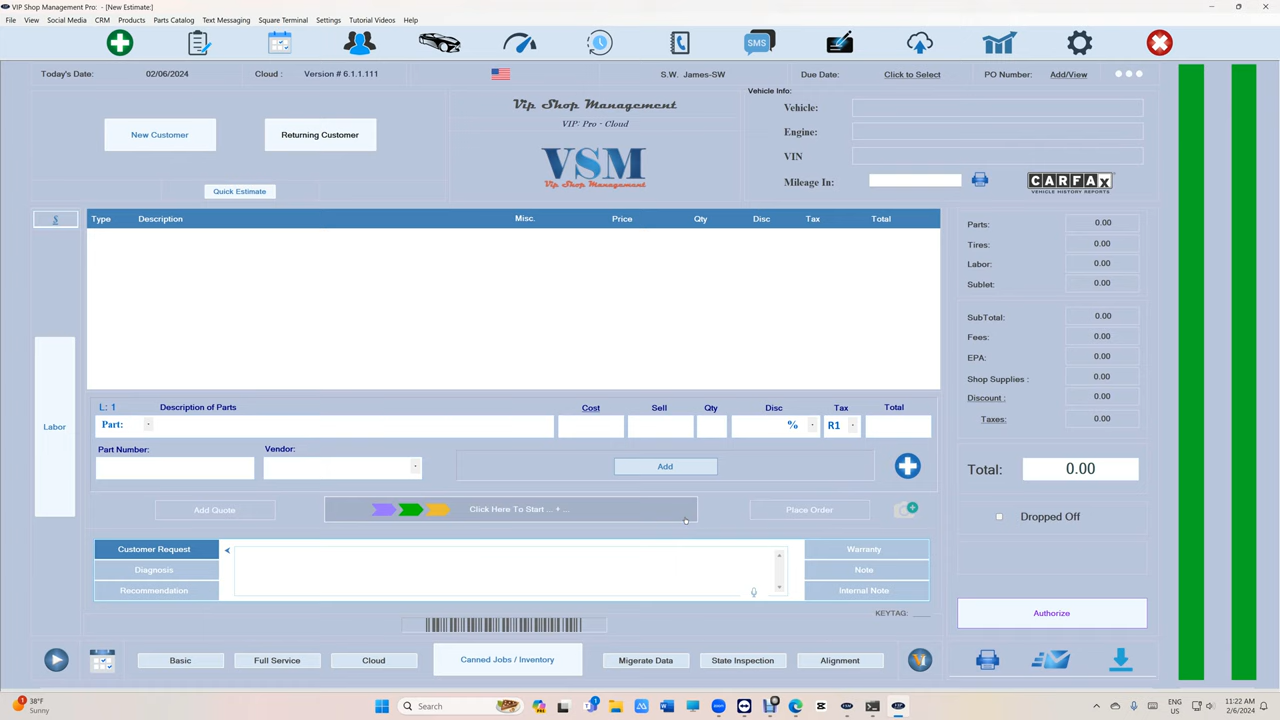 VIP Shop Management Pro: - [New Estimate:]
File View Social Media CRM Products Parts Catalog Text Messaging Square Terminal Settings Tutorial Videos Help
SMS
Today's Date: 02/06/2024 Cloud : Version # 6.1.1.111 S.W. James-SW Due Date: Click to Select PO Number: Add/View
Vehicle Info:
Vip Shop Management
VIP: Pro - Cloud
VSM
Vip Shop Management
New Customer Returning Customer
Quick Estimate
Vehicle:
Engine:
VIN
Mileage In:
CARFAX
VEHICLE HISTORY REPORTS
$ Type Description Misc. Price Qty Disc Tax Total
Labor
Parts: 0.00
Tires: 0.00
Labor: 0.00
Sublet: 0.00
SubTotal: 0.00
Fees: 0.00
EPA: 0.00
Shop Supplies : 0.00
Discount : 0.00
Taxes: 0.00
Total: 0.00
Dropped Off
Authorize
L: 1 Description of Parts Cost Sell Qty Disc Tax Total
Part: % R1
Part Number: Vendor:
Add
Add Quote Click Here To Start ... + ... Place Order
Customer Request
Diagnosis
Recommendation
Warranty
Note
Internal Note
KEYTAG:
Basic Full Service Cloud Canned Jobs / Inventory Migerate Data State Inspection Alignment
38°F
Sunny
Search
ENG
US
11:22 AM
2/6/2024